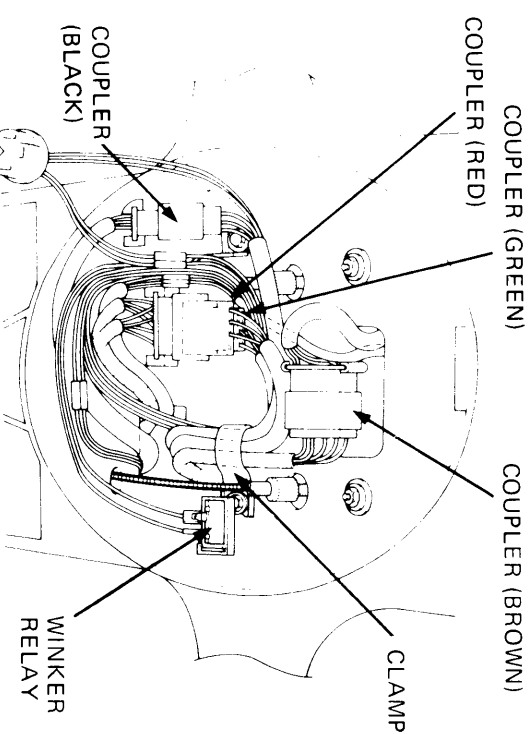 COUPLER (GREEN)
COUPLER (RED)
COUPLER
(BLACK)
COUPLER (BROWN)
CLAMP
WINKER
RELAY